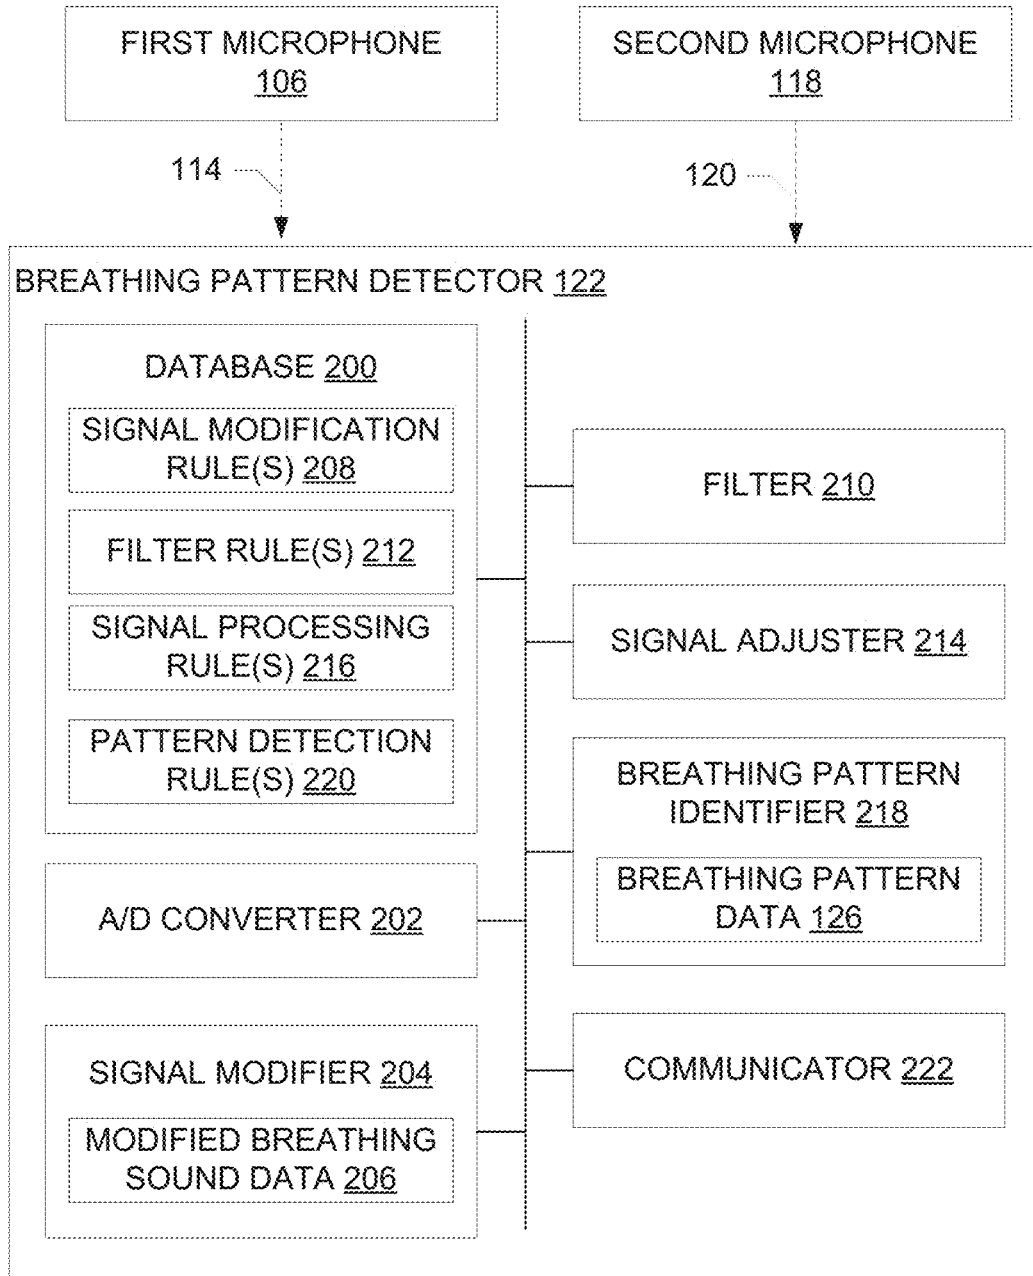 FIRST MICROPHONE
106
SECOND MICROPHONE
118
114
120
BREATHING PATTERN DETECTOR 122
DATABASE 200
SIGNAL MODIFICATION
RULE(S) 208
FILTER RULE(S) 212
SIGNAL PROCESSING
RULE(S) 216
PATTERN DETECTION
RULE(S) 220
A/D CONVERTER 202
SIGNAL MODIFIER 204
MODIFIED BREATHING
SOUND DATA 206
FILTER 210
SIGNAL ADJUSTER 214
BREATHING PATTERN
IDENTIFIER 218
BREATHING PATTERN
DATA 126
COMMUNICATOR 222